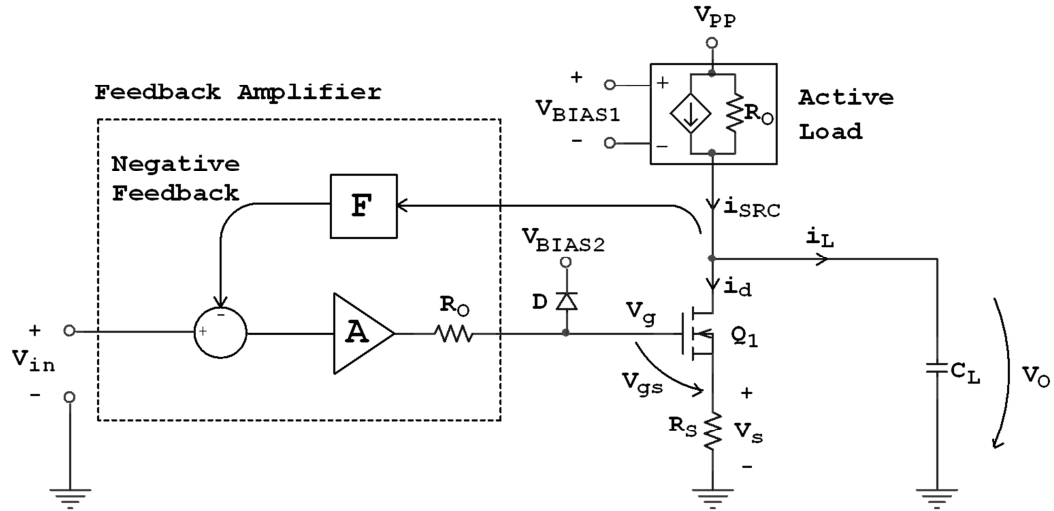 V_PP
Feedback Amplifier
+
V_BIAS1
-
+
-
R_O
Active
Load
Negative
Feedback
F
i_SRC
V_BIAS2
i_L
i_d
D
R_O
V_g
Q_1
+
V_in
-
+
-
A
V_gs
C_L
V_O
R_S
+
V_s
-